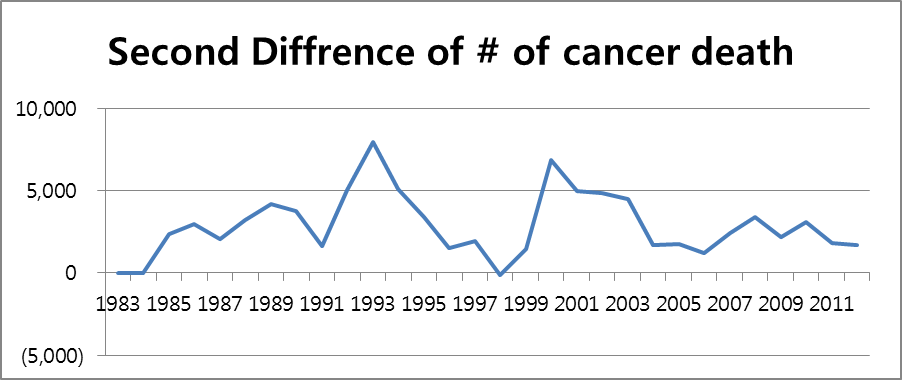 Second Diffrence of # of cancer death
10,000
5,000
0
1983 1985 1987 1989 1991 1993 1995 1997 1999 2001 2003 2005 2007 2009 2011
(5,000)